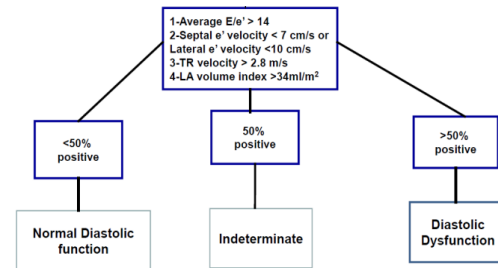 1-Average E/e' > 14
2-Septal e' velocity < 7 cm/s or
Lateral e' velocity <10 cm/s
3-TR velocity > 2.8 m/s
4-LA volume index >34ml/m²
<50%
positive
50%
positive
>50%
positive
Normal Diastolic
function
Indeterminate
Diastolic
Dysfunction